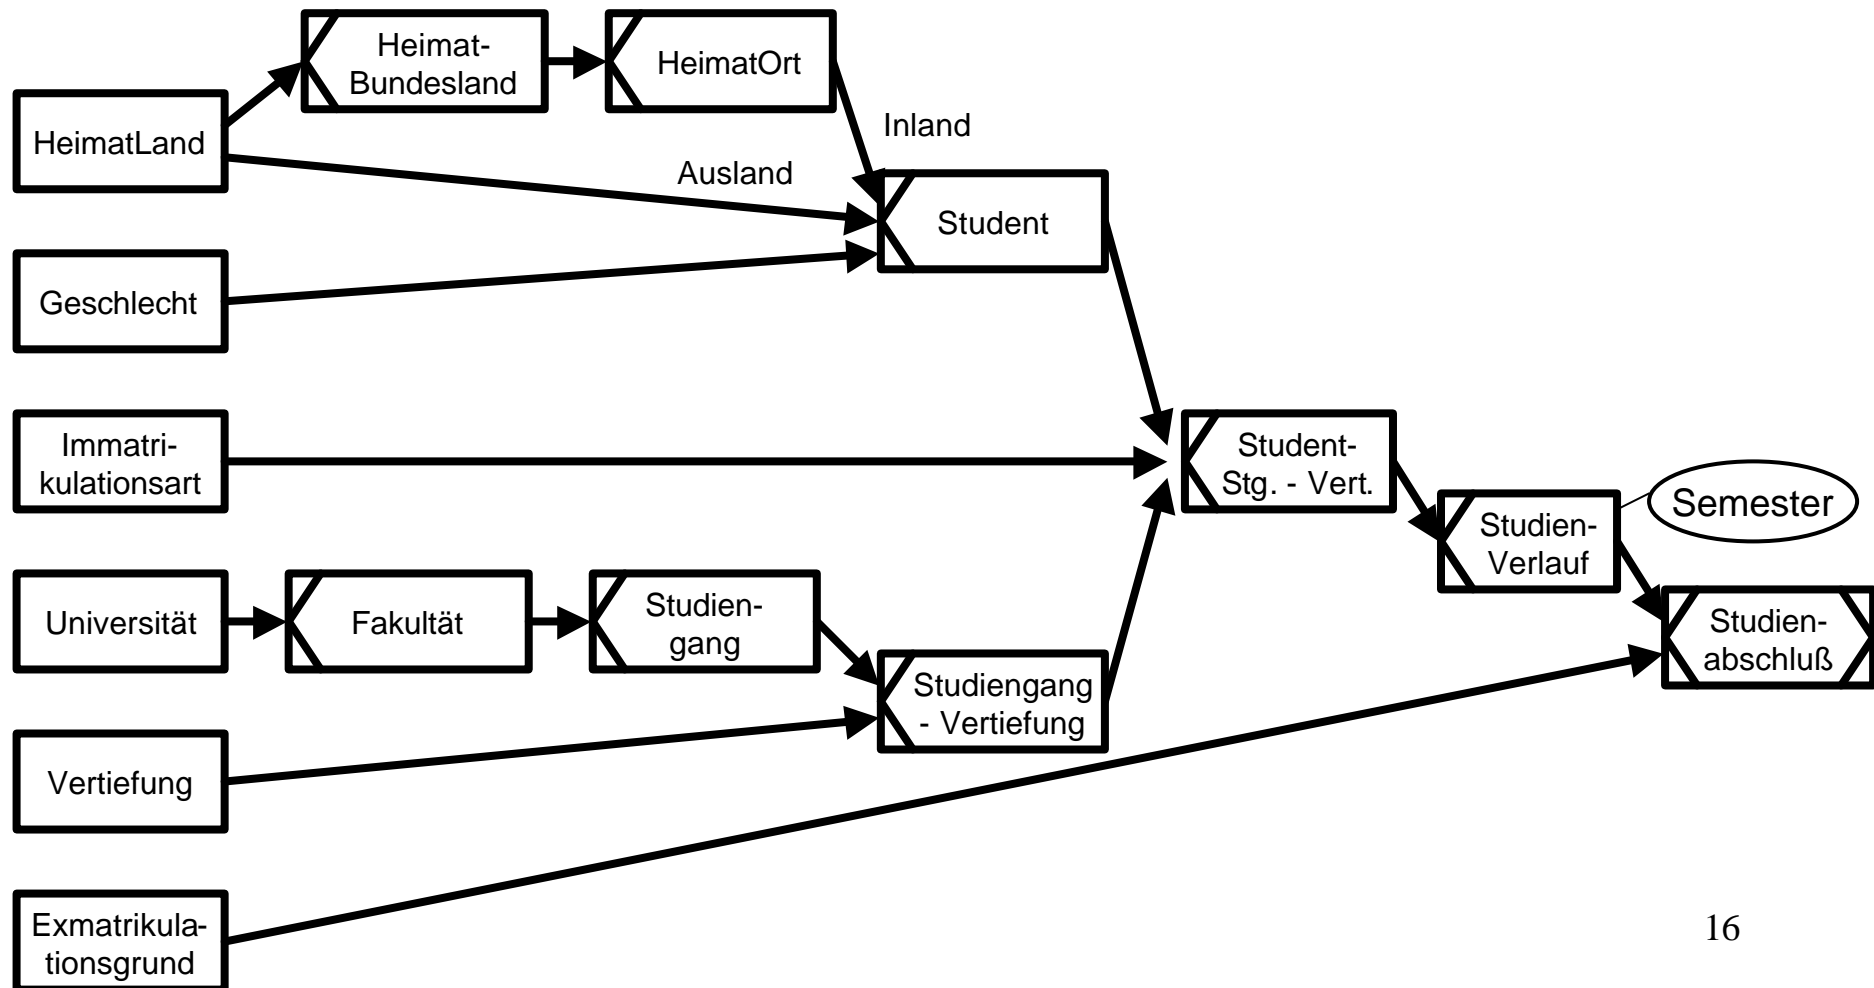 Heimat-
Bundesland
HeimatOrt
HeimatLand
Inland
Ausland
Student
Geschlecht
Immatri-
kulationsart
Student-
Stg. - Vert.
Semester
Studien-
Verlauf
Universität
Fakultät
Studien-
gang
Studien-
abschluß
Studiengang
- Vertiefung
Vertiefung
Exmatrikula-
tionsgrund
16